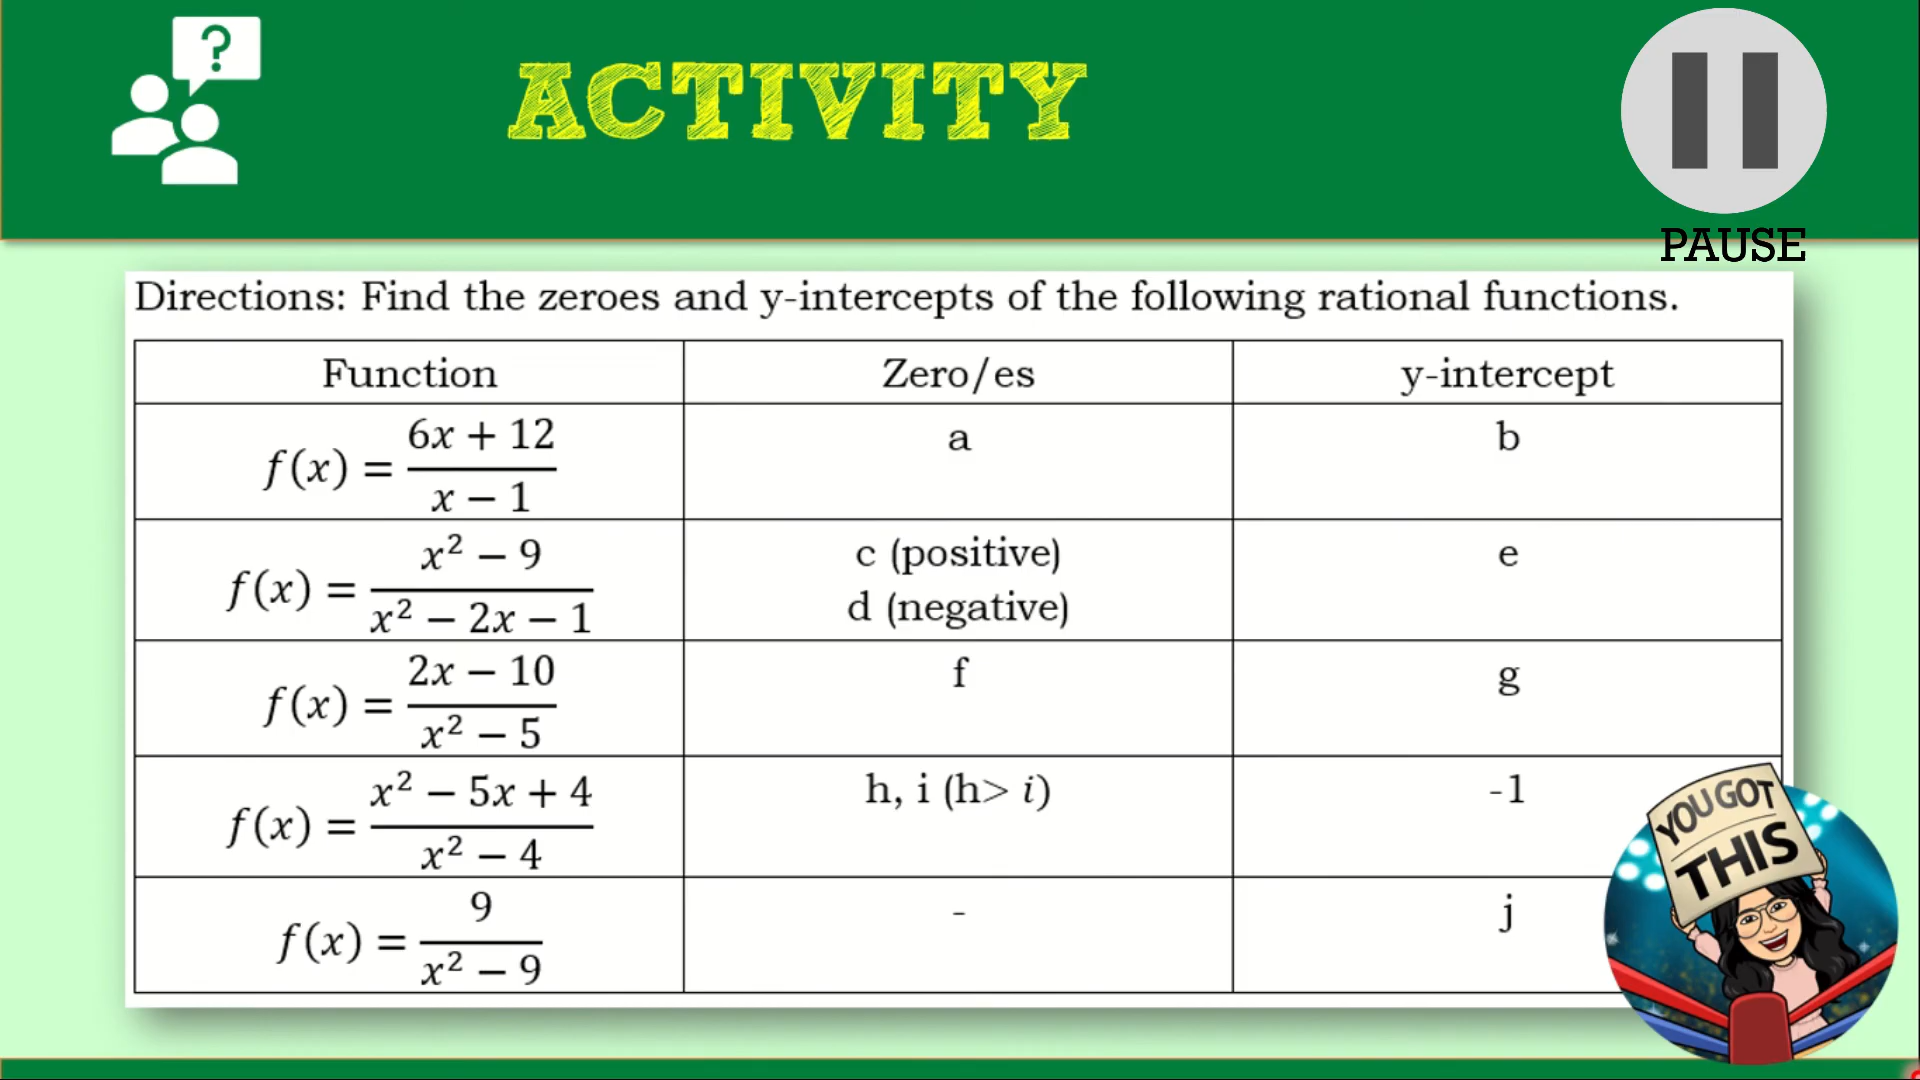 ?
ACTIVITY
PAUSE
Directions: Find the zeroes and y-intercepts of the following rational functions.
Function Zero/es y-intercept
f(x) = (6x + 12)/(x − 1) a b
f(x) = (x² − 9)/(x² − 2x − 1) c (positive) e
d (negative)
f(x) = (2x − 10)/(x² − 5) f g
f(x) = (x² − 5x + 4)/(x² − 4) h, i (h> i) -1
f(x) = 9/(x² − 9) - j
YOU GOT
THIS